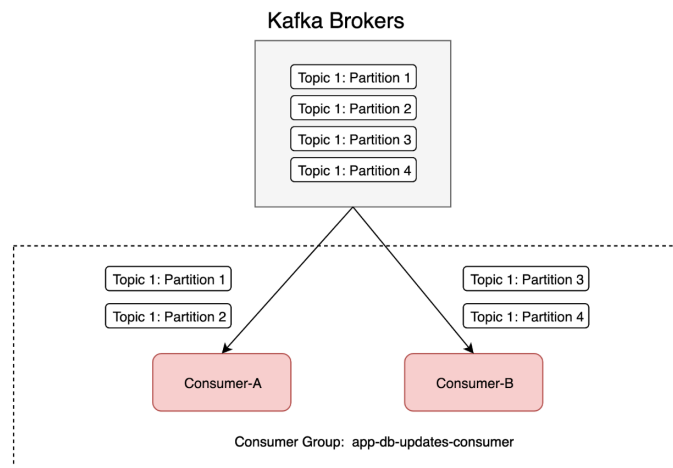 Kafka Brokers
Topic 1: Partition 1
Topic 1: Partition 2
Topic 1: Partition 3
Topic 1: Partition 4
Topic 1: Partition 1
Topic 1: Partition 2
Topic 1: Partition 3
Topic 1: Partition 4
Consumer-A
Consumer-B
Consumer Group: app-db-updates-consumer